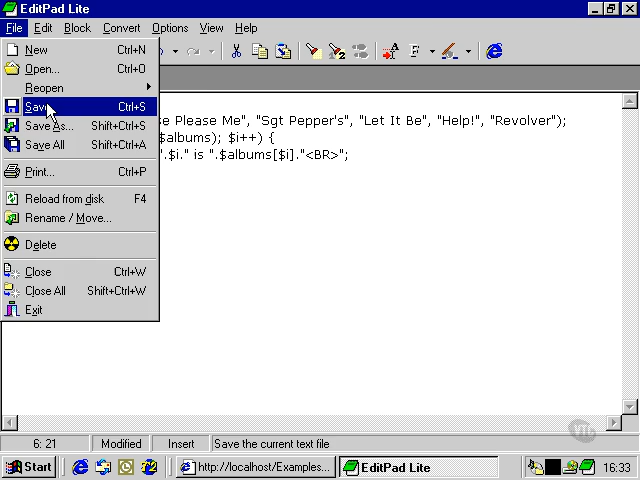 EditPad Lite
File Edit Block Convert Options View Help
New Ctrl+N
Open... Ctrl+O
Reopen
Save Ctrl+S
Save As... Shift+Ctrl+S
Save All Shift+Ctrl+A
Print... Ctrl+P
Reload from disk F4
Rename / Move...
Delete
Close Ctrl+W
Close All Shift+Ctrl+W
Exit
se Please Me", "Sgt Pepper's", "Let It Be", "Help!", "Revolver");
albums); $i++) {
".$i." is ".$albums[$i]."<BR>";
6: 21 Modified Insert Save the current text file
Start http://localhost/Examples... EditPad Lite 16:33
VTC